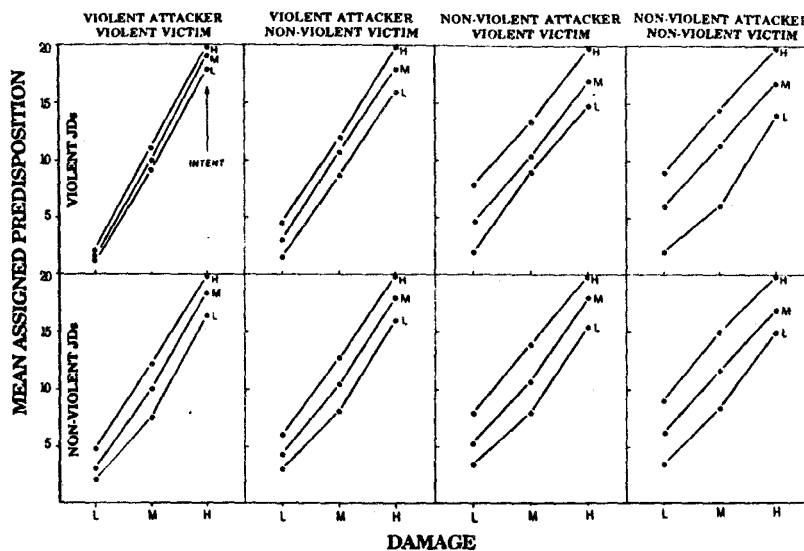 VIOLENT ATTACKER VIOLENT ATTACKER NON-VIOLENT ATTACKER NON-VIOLENT ATTACKER
VIOLENT VICTIM NON-VIOLENT VICTIM VIOLENT VICTIM NON-VIOLENT VICTIM
MEAN ASSIGNED PREDISPOSITION
VIOLENT JDs
20
15
10
5
H
M
L
INTENT
H
M
L
H
M
L
H
M
L
NON-VIOLENT JDs
20
15
10
5
H
M
L
H
M
L
H
M
L
H
M
L
L M H L M H L M H L M H
DAMAGE